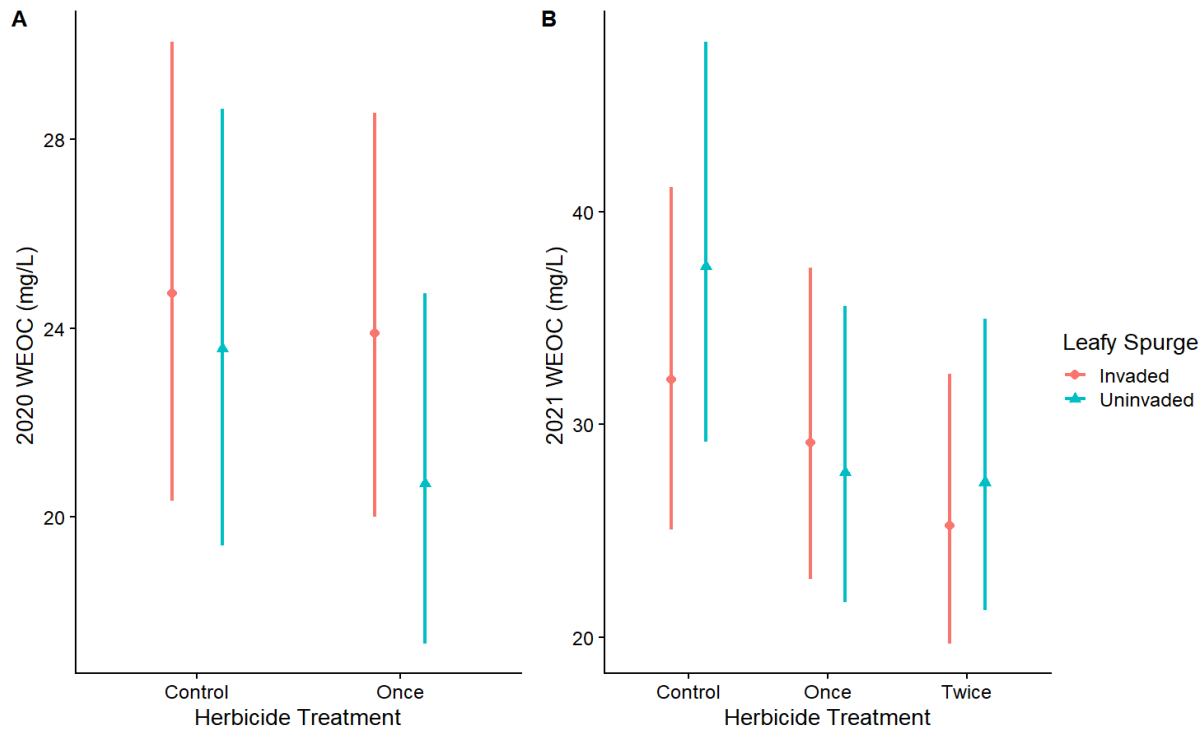 A
2020 WEOC (mg/L)
28
24
20
Control Once
Herbicide Treatment
B
2021 WEOC (mg/L)
40
30
20
Control Once Twice
Herbicide Treatment
Leafy Spurge
Invaded
Uninvaded